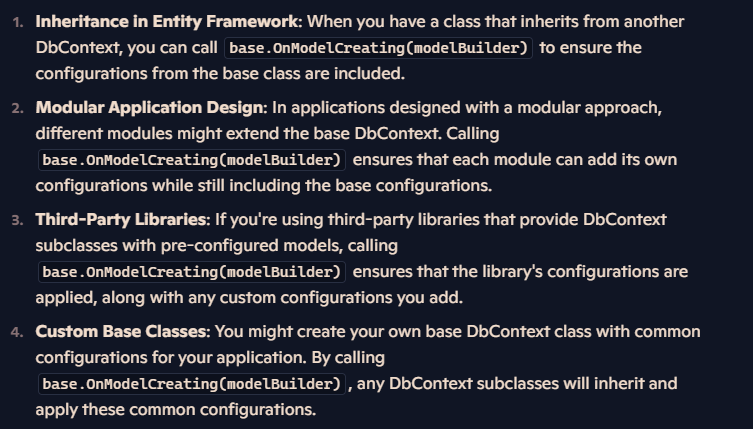 1. Inheritance in Entity Framework: When you have a class that inherits from another
DbContext, you can call base.OnModelCreating(modelBuilder) to ensure the
configurations from the base class are included.
2. Modular Application Design: In applications designed with a modular approach,
different modules might extend the base DbContext. Calling
base.OnModelCreating(modelBuilder) ensures that each module can add its own
configurations while still including the base configurations.
3. Third-Party Libraries: If you're using third-party libraries that provide DbContext
subclasses with pre-configured models, calling
base.OnModelCreating(modelBuilder) ensures that the library's configurations are
applied, along with any custom configurations you add.
4. Custom Base Classes: You might create your own base DbContext class with common
configurations for your application. By calling
base.OnModelCreating(modelBuilder), any DbContext subclasses will inherit and
apply these common configurations.